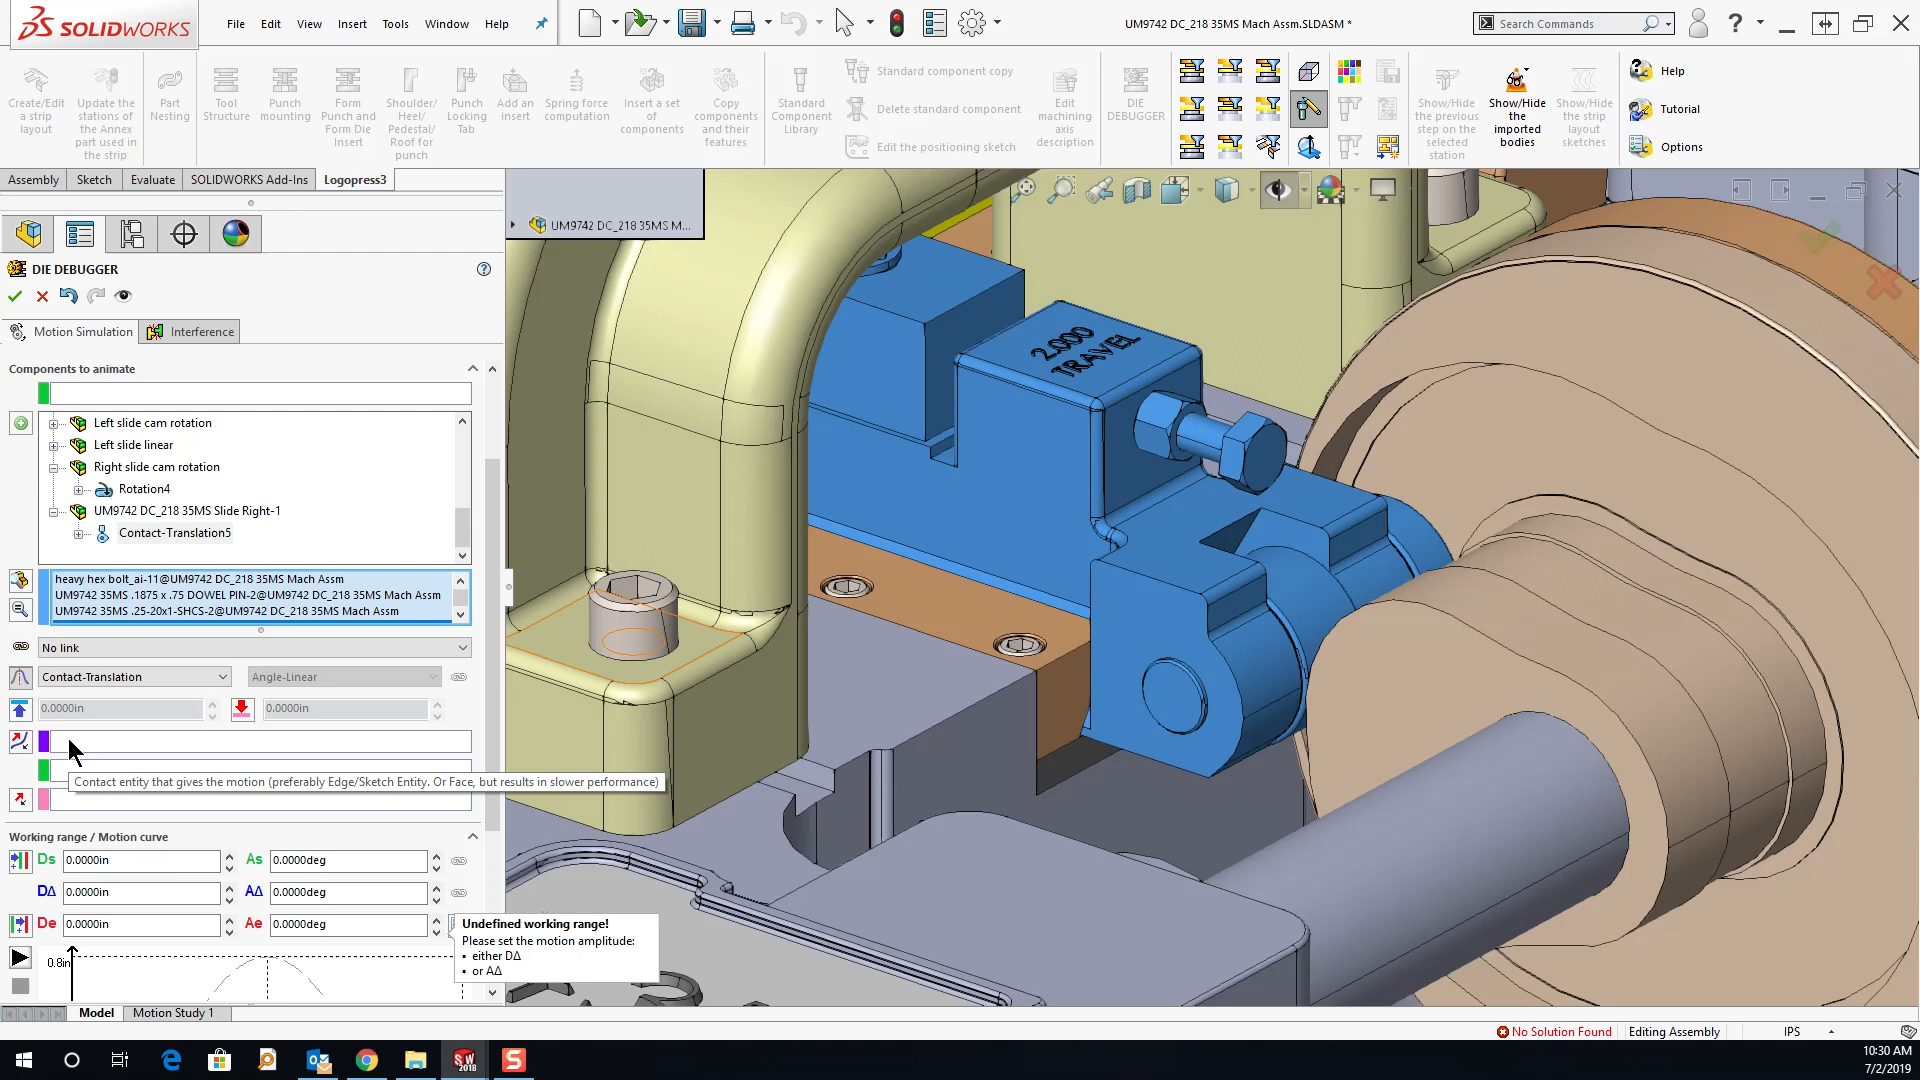 SOLIDWORKS
File Edit View Insert Tools Window Help
UM9742 DC_218 35MS Mach Assm.SLDASM *
Search Commands
Create/Edit a strip layout
Update the stations of the Annex part used in the strip
Part Nesting
Tool Structure
Punch mounting
Form Punch and Form Die Insert
Shoulder/ Heel/ Pedestal/ Roof for punch
Punch Locking Tab
Add an insert
Spring force computation
Insert a set of components
Copy components and their features
Standard Component Library
Standard component copy
Delete standard component
Edit the positioning sketch
Edit machining axis description
DIE DEBUGGER
Show/Hide the previous step on the selected station
Show/Hide the imported bodies
Show/Hide the strip layout sketches
Help
Tutorial
Options
Assembly Sketch Evaluate SOLIDWORKS Add-Ins Logopress3
UM9742 DC_218 35MS M...
DIE DEBUGGER
Motion Simulation Interference
Components to animate
Left slide cam rotation
Left slide linear
Right slide cam rotation
Rotation4
UM9742 DC_218 35MS Slide Right-1
Contact-Translation5
heavy hex bolt_ai-11@UM9742 DC_218 35MS Mach Assm
UM9742 35MS .1875 x .75 DOWEL PIN-2@UM9742 DC_218 35MS Mach Assm
UM9742 35MS .25-20x1-SHCS-2@UM9742 DC_218 35MS Mach Assm
No link
Contact-Translation Angle-Linear
0.0000in 0.0000in
Contact entity that gives the motion (preferably Edge/Sketch Entity. Or Face, but results in slower performance)
Working range / Motion curve
Ds 0.0000in As 0.0000deg
DΔ 0.0000in AΔ 0.0000deg
De 0.0000in Ae 0.0000deg
Undefined working range!
Please set the motion amplitude:
• either DΔ
• or AΔ
0.8in
2.000
TRAVEL
Model Motion Study 1
No Solution Found Editing Assembly IPS
SW 2018
10:30 AM
7/2/2019